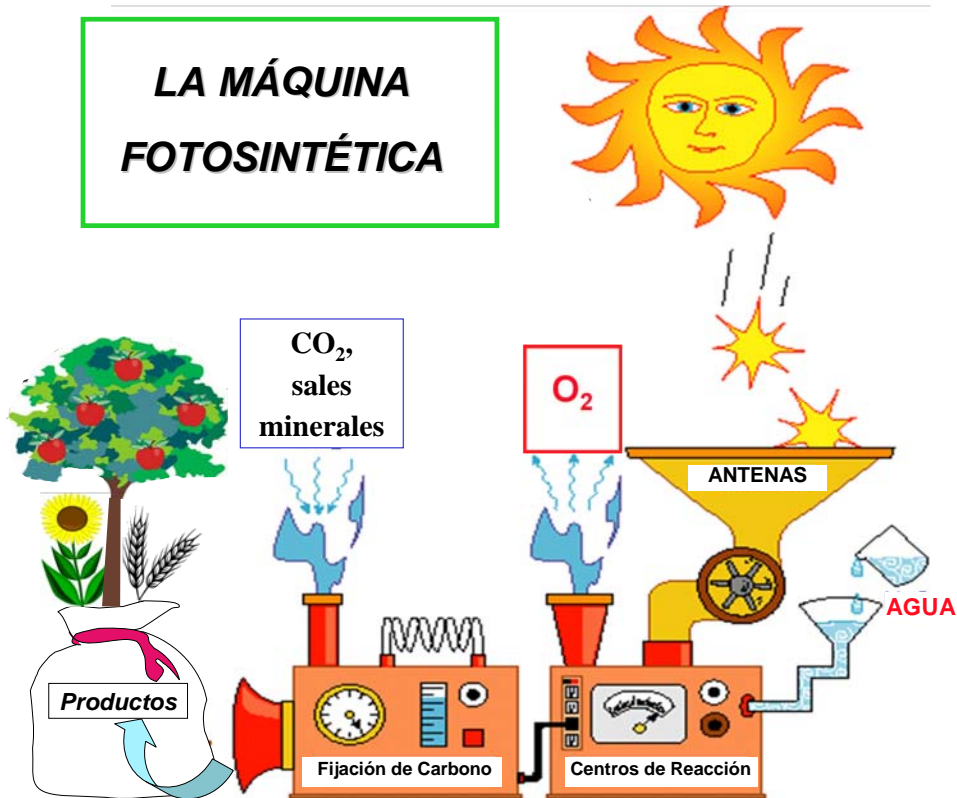 LA MÁQUINA
FOTOSINTÉTICA
CO₂,
sales
minerales
O₂
ANTENAS
AGUA
Productos
Fijación de Carbono
Centros de Reacción